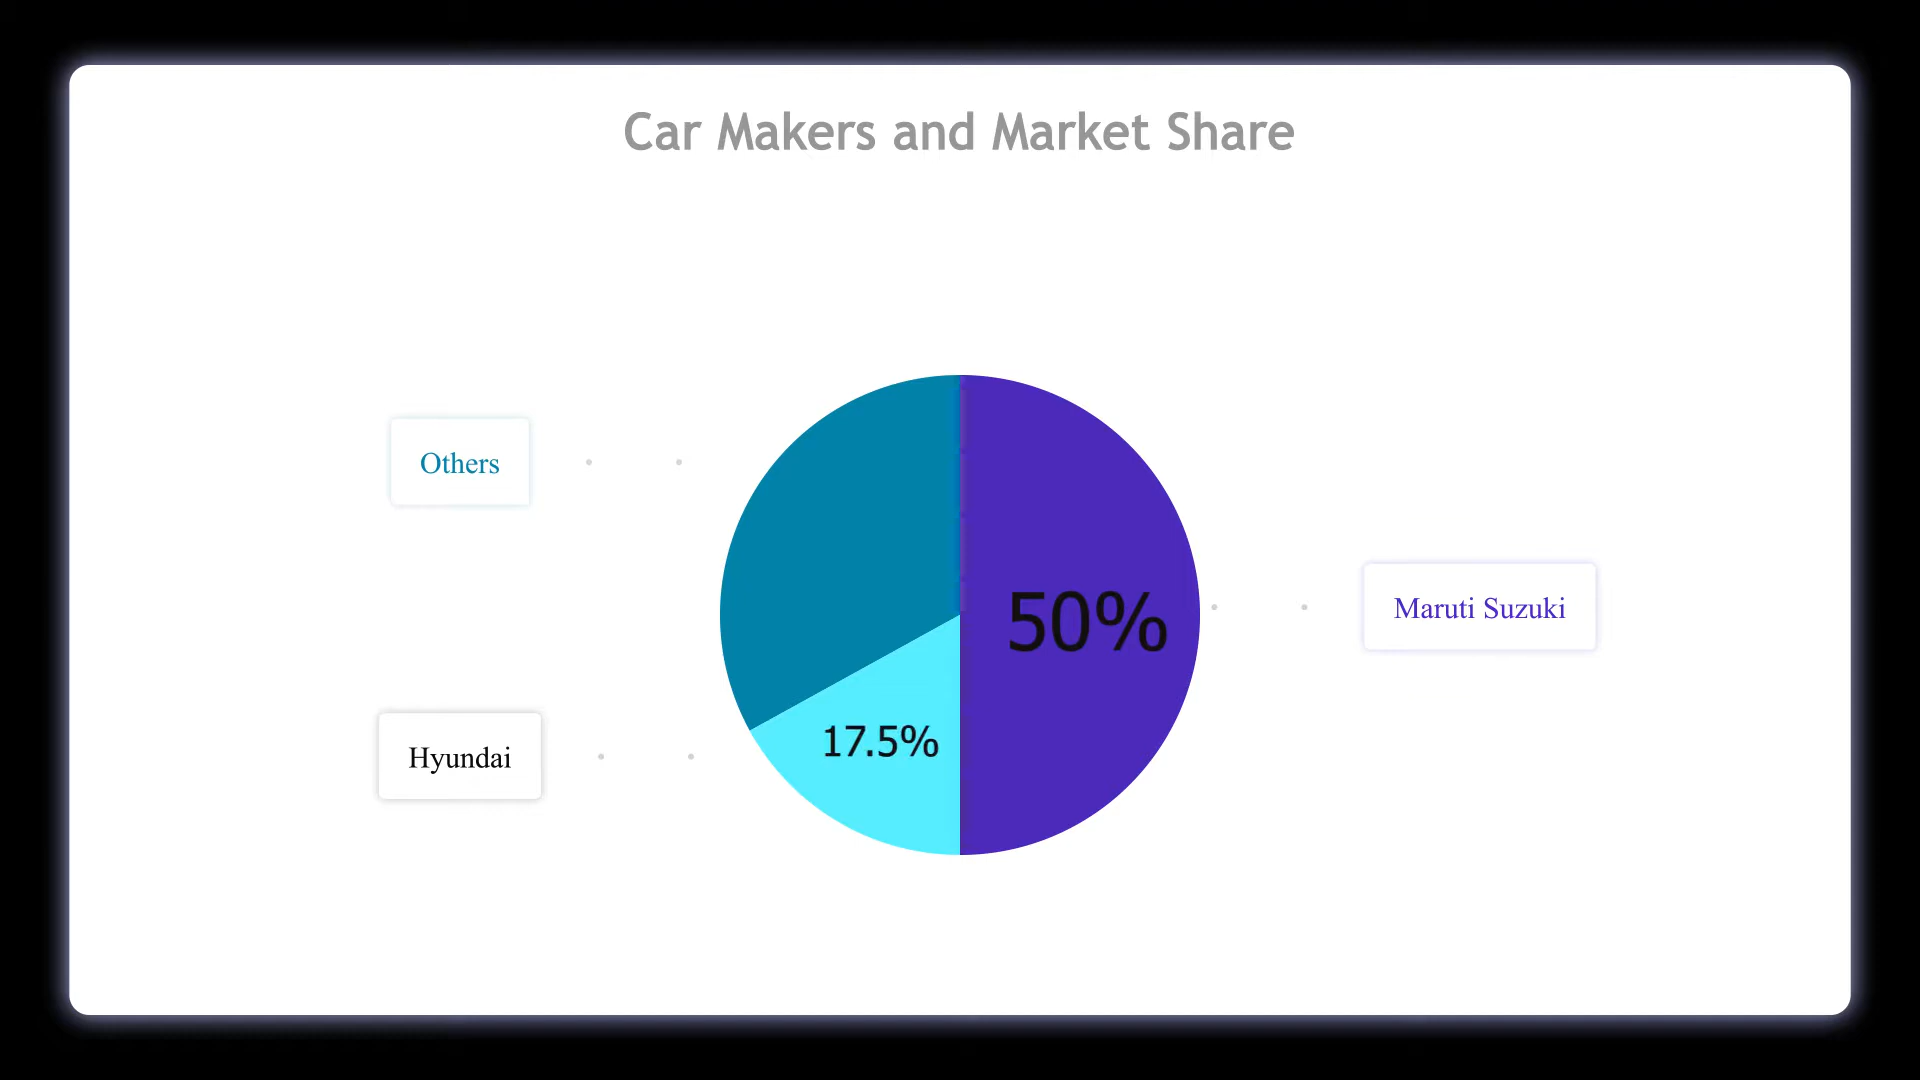 Car Makers and Market Share
Others
50%
Maruti Suzuki
17.5%
Hyundai